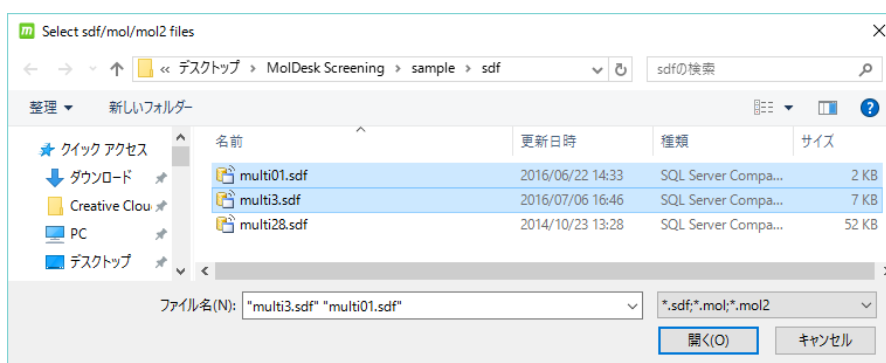 Select sdf/mol/mol2 files
« デスクトップ › MolDesk Screening › sample › sdf
sdfの検索
整理
新しいフォルダー
クイック アクセス
ダウンロード
Creative Clou
PC
デスクトップ
名前 更新日時 種類 サイズ
multi01.sdf 2016/06/22 14:33 SQL Server Compa... 2 KB
multi3.sdf 2016/07/06 16:46 SQL Server Compa... 7 KB
multi28.sdf 2014/10/23 13:28 SQL Server Compa... 52 KB
ファイル名(N): "multi3.sdf" "multi01.sdf"
*.sdf;*.mol;*.mol2
開く(O) キャンセル